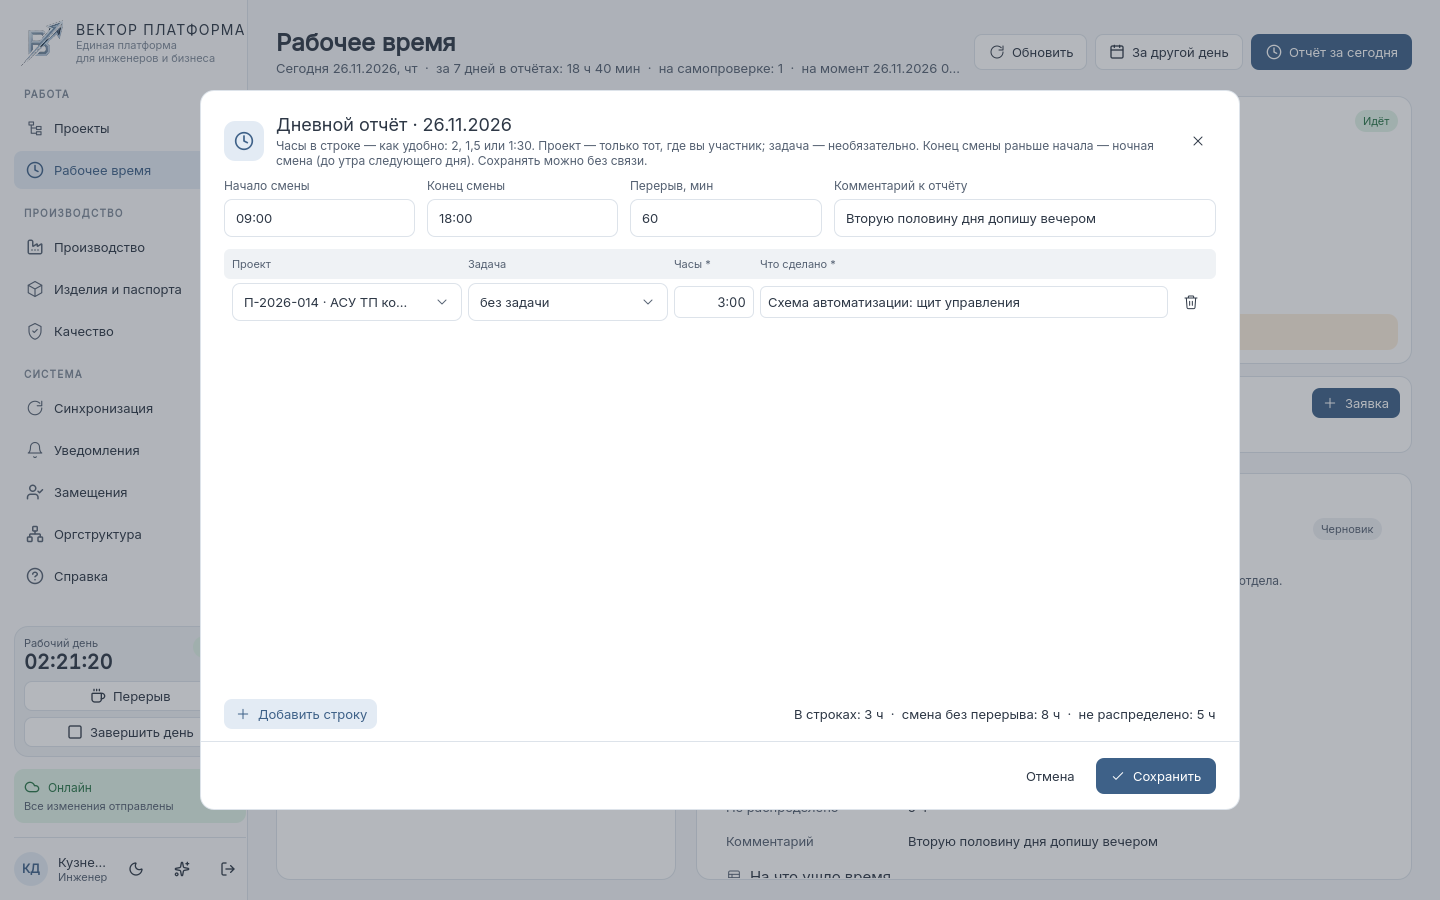 ВЕКТОР ПЛАТФОРМА
Единая платформа
для инженеров и бизнеса
РАБОТА
Проекты
Рабочее время
ПРОИЗВОДСТВО
Производство
Изделия и паспорта
Качество
СИСТЕМА
Синхронизация
Уведомления
Замещения
Оргструктура
Справка
Рабочий день
02:21:20
Перерыв
Завершить день
Онлайн
Все изменения отправлены
КД
Кузне...
Инженер
Рабочее время
Сегодня 26.11.2026, чт · за 7 дней в отчётах: 18 ч 40 мин · на самопроверке: 1 · на момент 26.11.2026 0...
Обновить
За другой день
Отчёт за сегодня
Идёт
Заявка
Черновик
отдела.
Дневной отчёт · 26.11.2026
Часы в строке — как удобно: 2, 1,5 или 1:30. Проект — только тот, где вы участник; задача — необязательно. Конец смены раньше начала — ночная
смена (до утра следующего дня). Сохранять можно без связи.
Начало смены
Конец смены
Перерыв, мин
Комментарий к отчёту
09:00
18:00
60
Вторую половину дня допишу вечером
Проект
Задача
Часы *
Что сделано *
П-2026-014 · АСУ ТП ко...
без задачи
3:00
Схема автоматизации: щит управления
Добавить строку
В строках: 3 ч · смена без перерыва: 8 ч · не распределено: 5 ч
Отмена
Сохранить
Комментарий
Вторую половину дня допишу вечером
На что ушло время